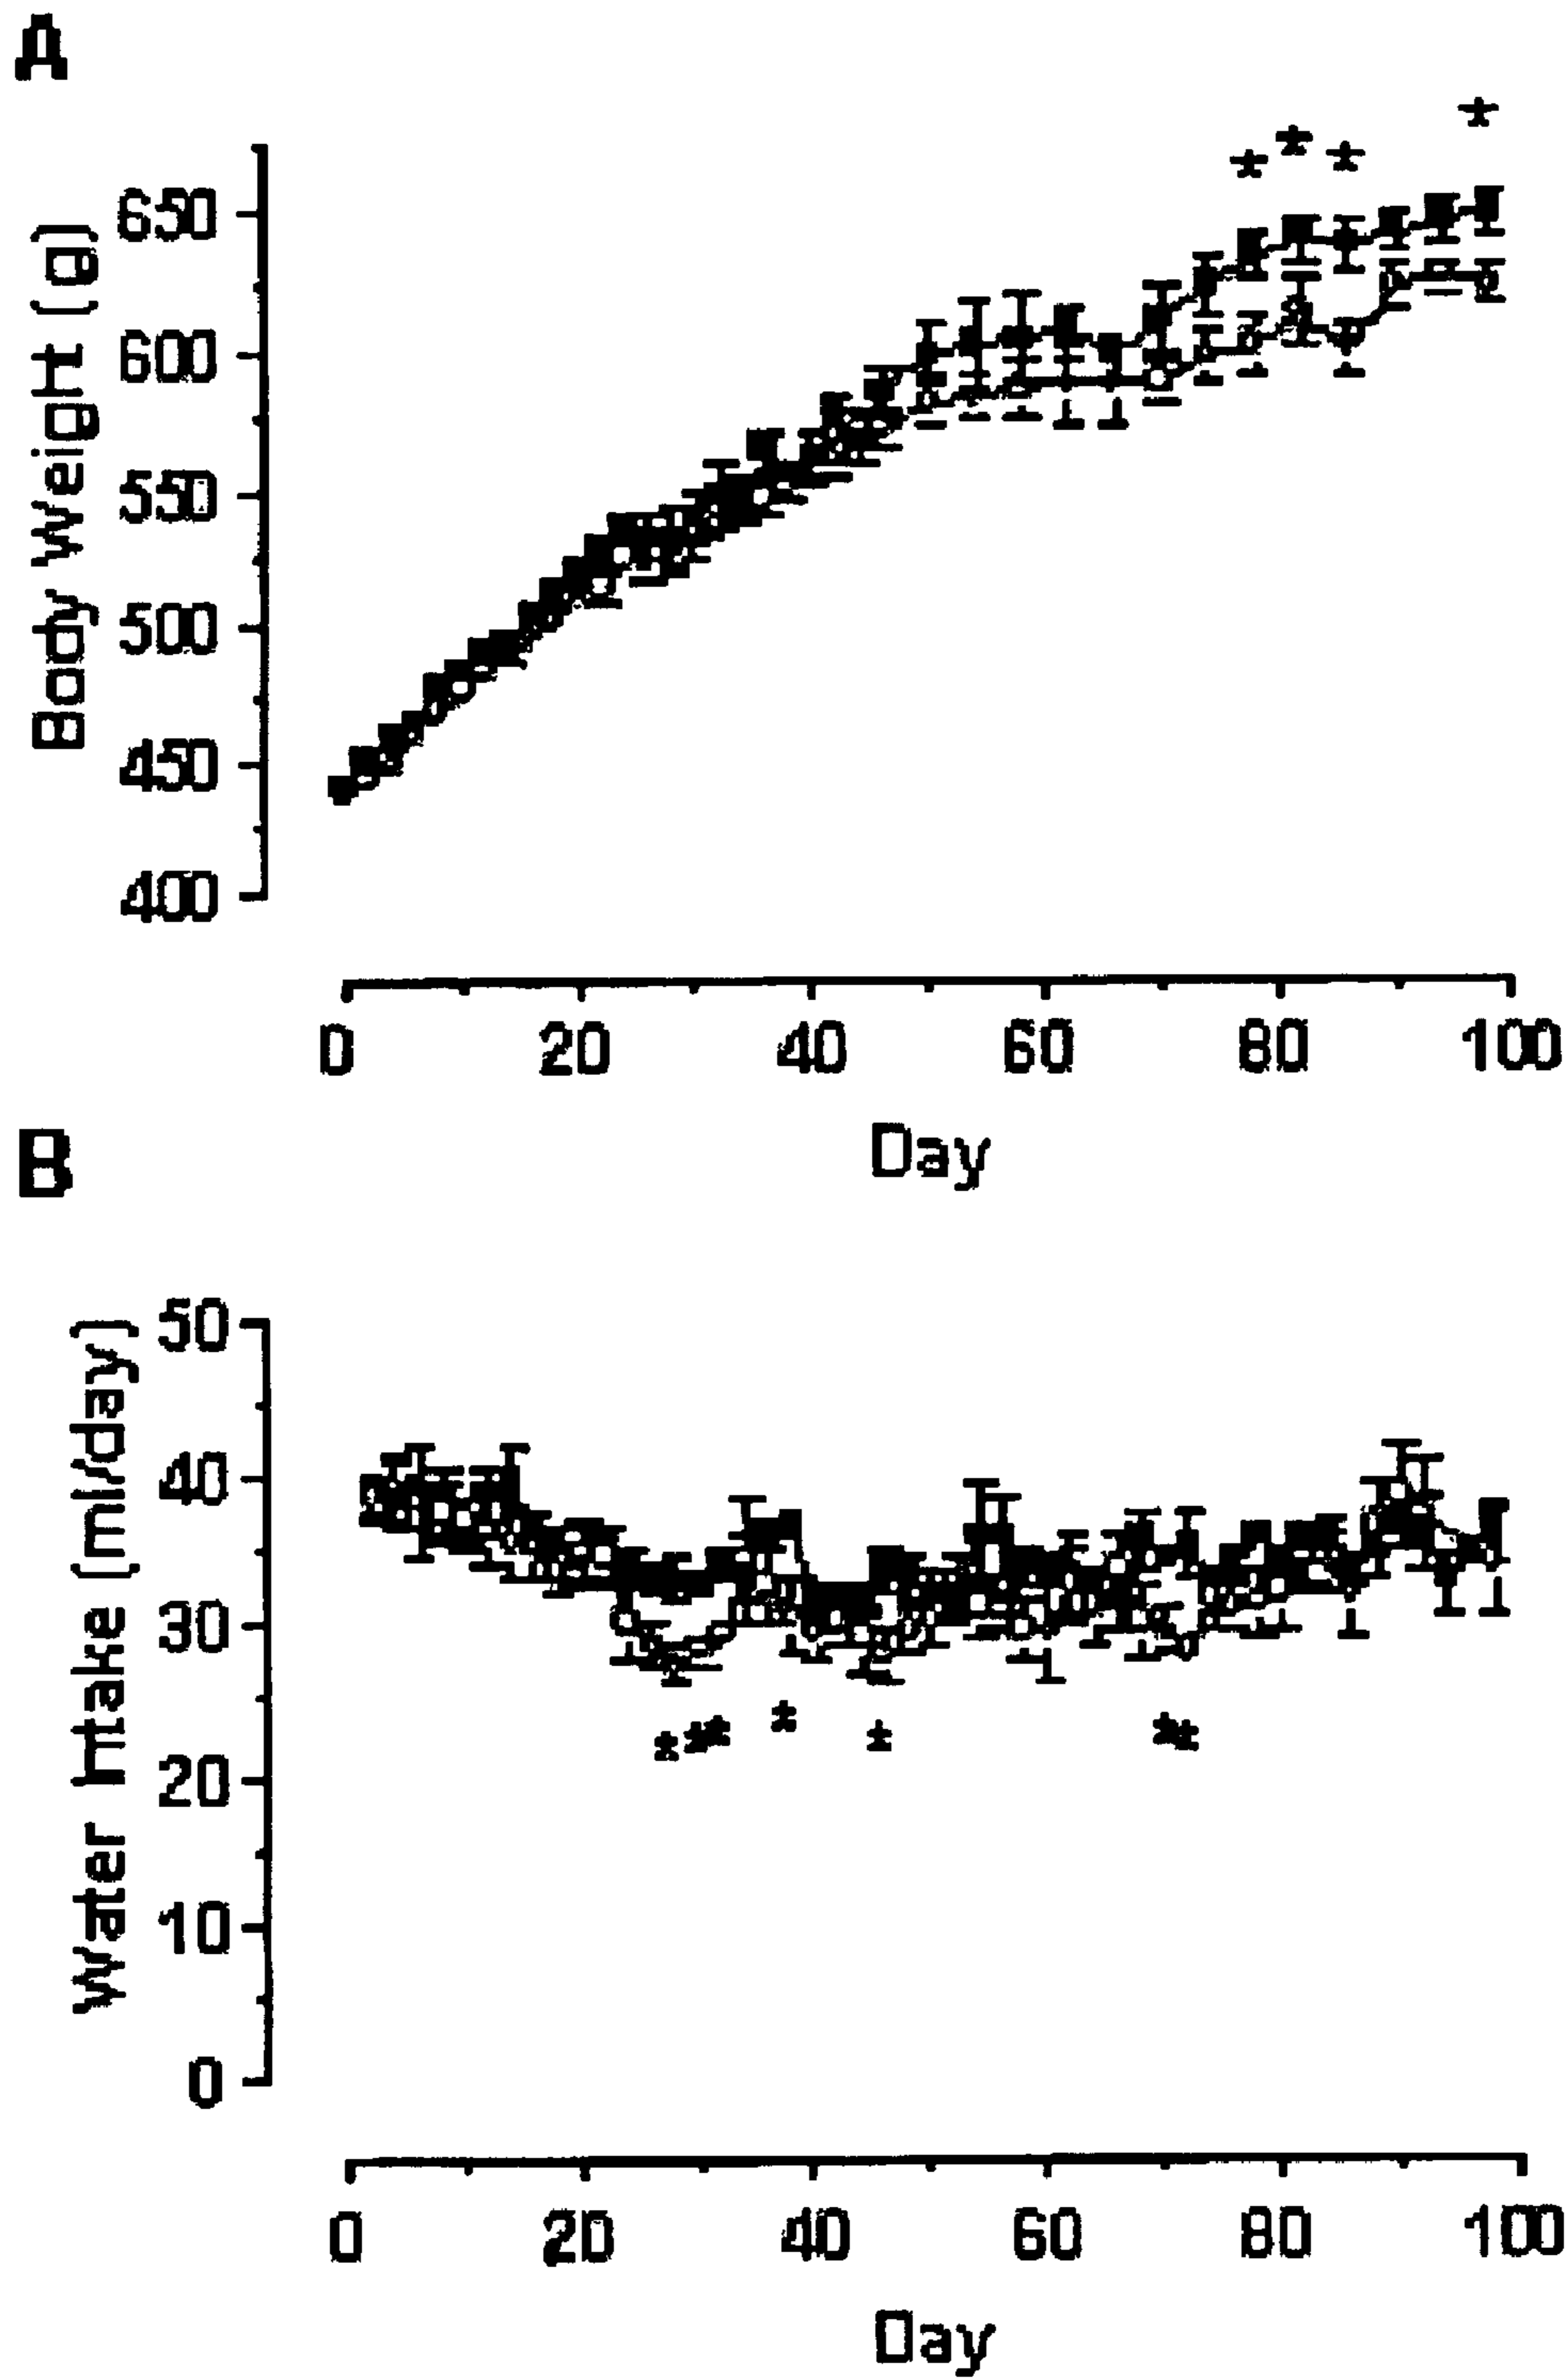 A
Body Weight (g)
650
600
550
500
450
400
* * * *
0 20 40 60 80 100
Day
B
Water Intake (ml/day)
50
40
30
20
10
0
* * * * * * *
0 20 40 60 80 100
Day